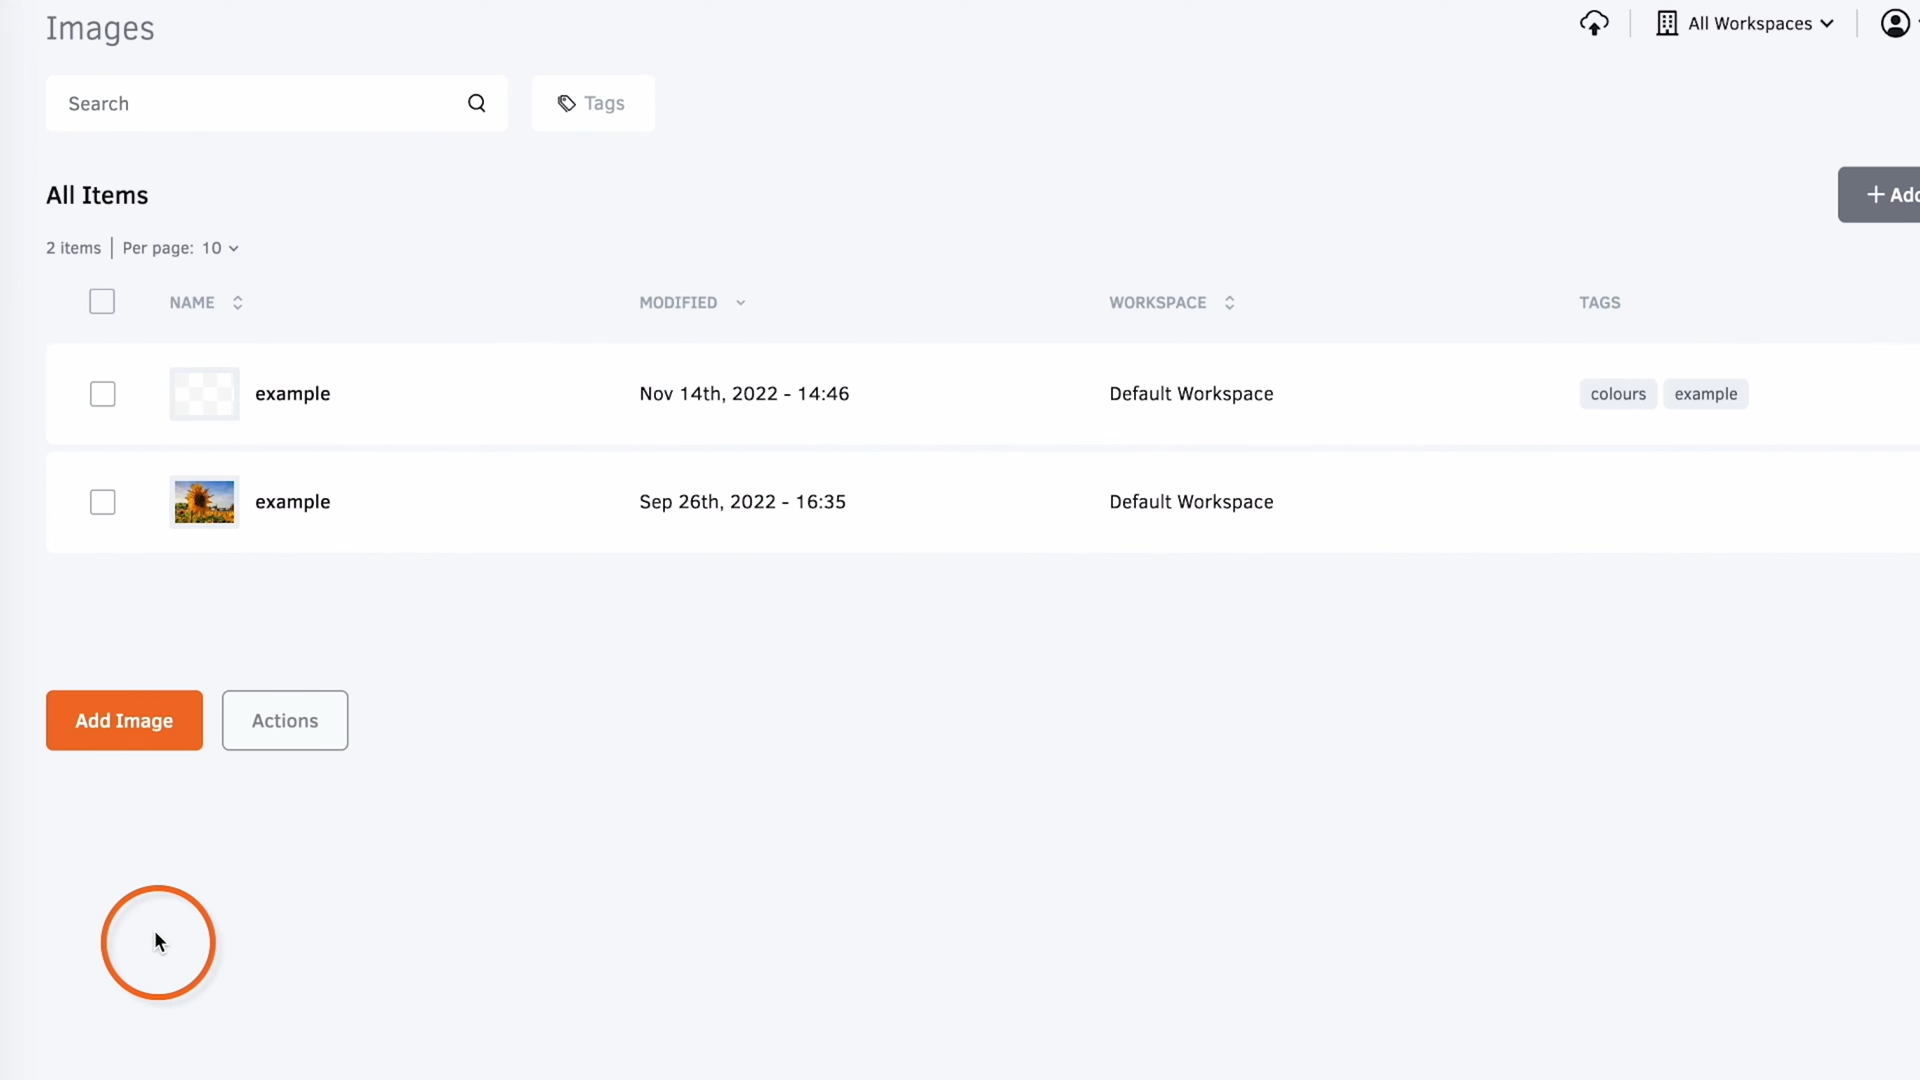 Images
All Workspaces
Search
Tags
All Items
+ Add
2 items | Per page: 10
NAME MODIFIED WORKSPACE TAGS
example Nov 14th, 2022 - 14:46 Default Workspace colours example
example Sep 26th, 2022 - 16:35 Default Workspace
Add Image Actions